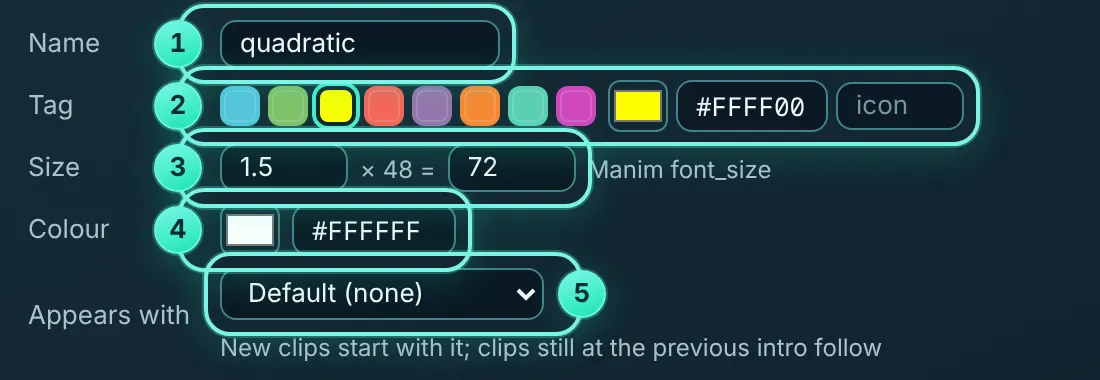 Name 1 quadratic
Tag 2 #FFFF00 icon
Size 3 1.5 × 48 = 72 Manim font_size
Colour 4 #FFFFFF
Appears with Default (none) 5
New clips start with it; clips still at the previous intro follow